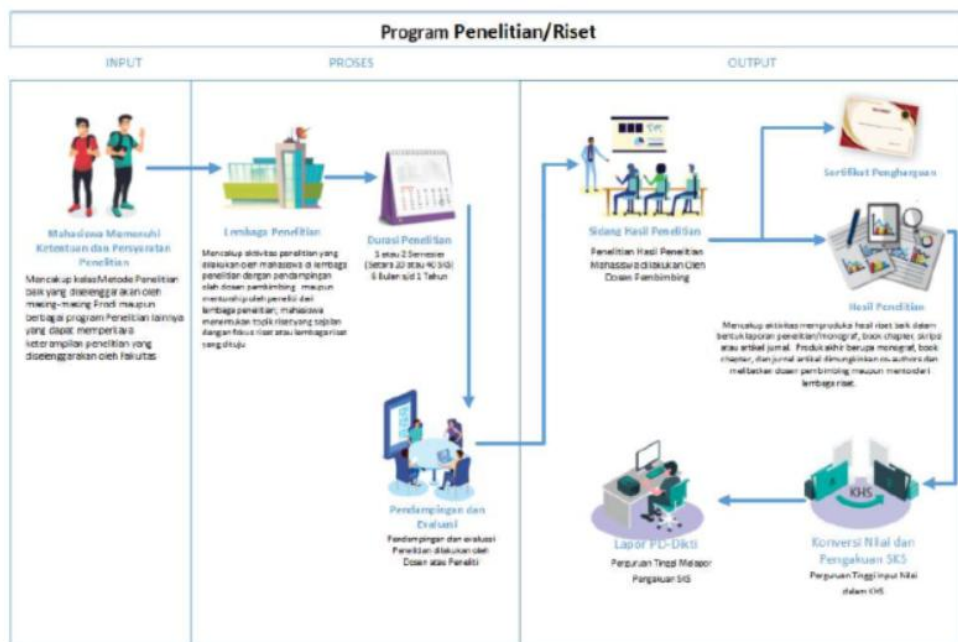 Program Penelitian/Riset
INPUT
PROSES
OUTPUT
Mahasiswa Memenuhi
Ketentuan dan Persyaratan
Penelitian
Mencakup kelas Metode Penelitian
baik yang diselenggarakan oleh
masing-masing Prodi maupun
berbagai program Penelitian lainnya
yang dapat memperkaya
keterampilan penelitian yang
diselenggarakan oleh Fakultas
Lembaga Penelitian
Mencakup aktivitas penelitian yang
dilakukan oleh mahasiswa di lembaga
penelitian dengan pendampingan
oleh dosen pembimbing maupun
mentorship oleh peneliti dari
lembaga penelitian; mahasiswa
menentukan topik riset yang sejalan
dengan fokus riset atau lembaga riset
yang dituju
Durasi Penelitian
1 atau 2 Semester
(Setara 20 atau 40 SKS)
6 Bulan s/d 1 Tahun
Pendampingan dan
Evaluasi
Pendampingan dan evaluasi
Penelitian dilakukan oleh
Dosen atau Peneliti
Sidang Hasil Penelitian
Penelitian Hasil Penelitian
Mahasiswa dilakukan Oleh
Dosen Pembimbing
Sertifikat Penghargaan
Hasil Penelitian
Mencakup aktivitas memproduksi hasil riset baik dalam
bentuk laporan penelitian/monograf, book chapter, skripsi
atau artikel jurnal. Produk akhir berupa monograf, book
chapter, dan jurnal artikel dimungkinkan co-authors dan
melibatkan dosen pembimbing maupun mentor dari
lembaga riset.
KHS
Konversi Nilai dan
Pengakuan SKS
Perguruan Tinggi input Nilai
dalam KHS
Lapor PD-Dikti
Perguruan Tinggi Melapor
Pengakuan SKS